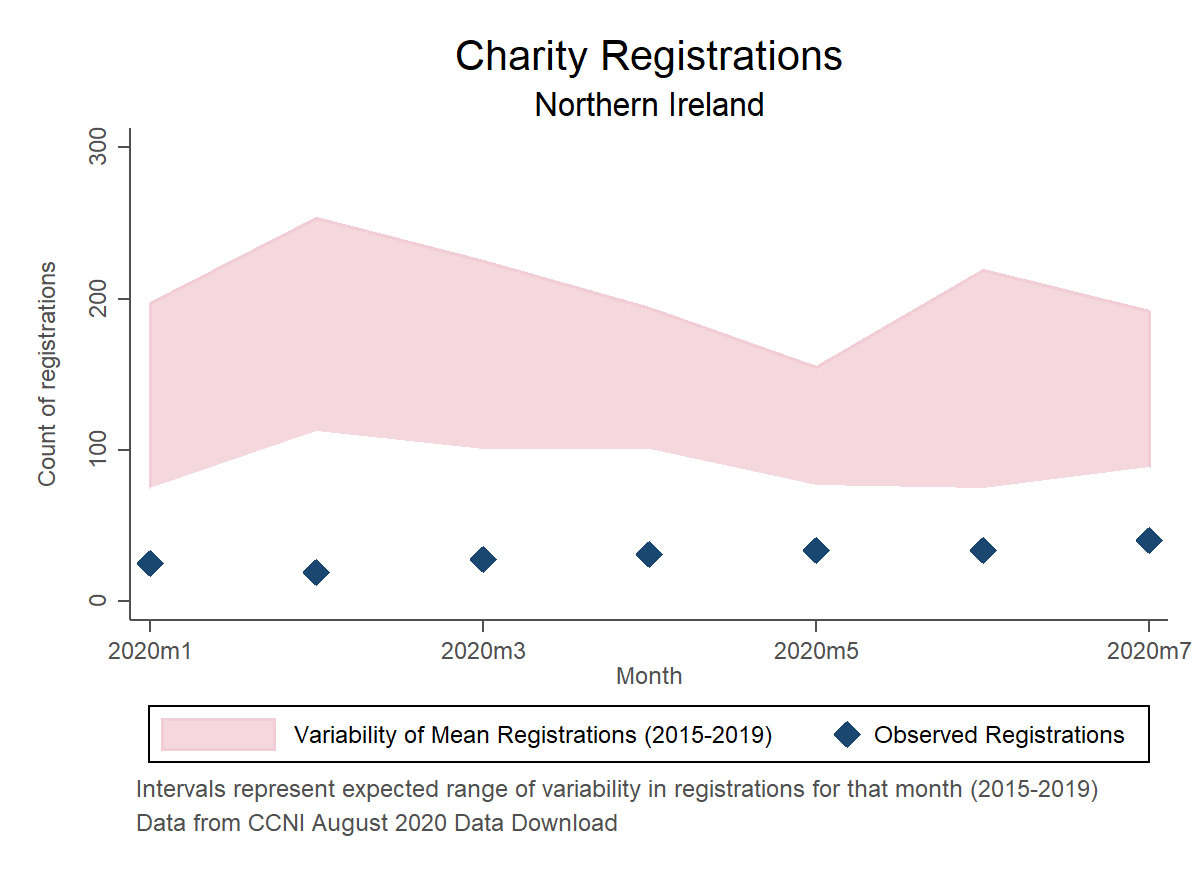 Charity Registrations
Northern Ireland
300
200
100
0
Count of registrations
2020m1 2020m3 2020m5 2020m7
Month
Variability of Mean Registrations (2015-2019) Observed Registrations
Intervals represent expected range of variability in registrations for that month (2015-2019)
Data from CCNI August 2020 Data Download